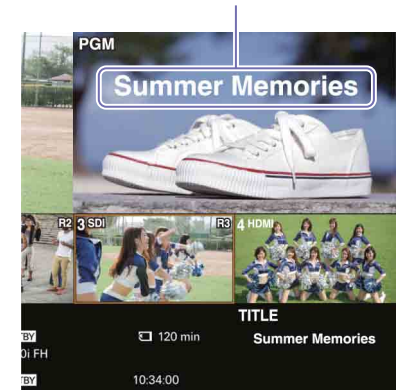 PGM
Summer Memories
R2
3 SDI
R3
4 HDMI
TITLE
TBY
120 min
Summer Memories
0i FH
TBY
10:34:00